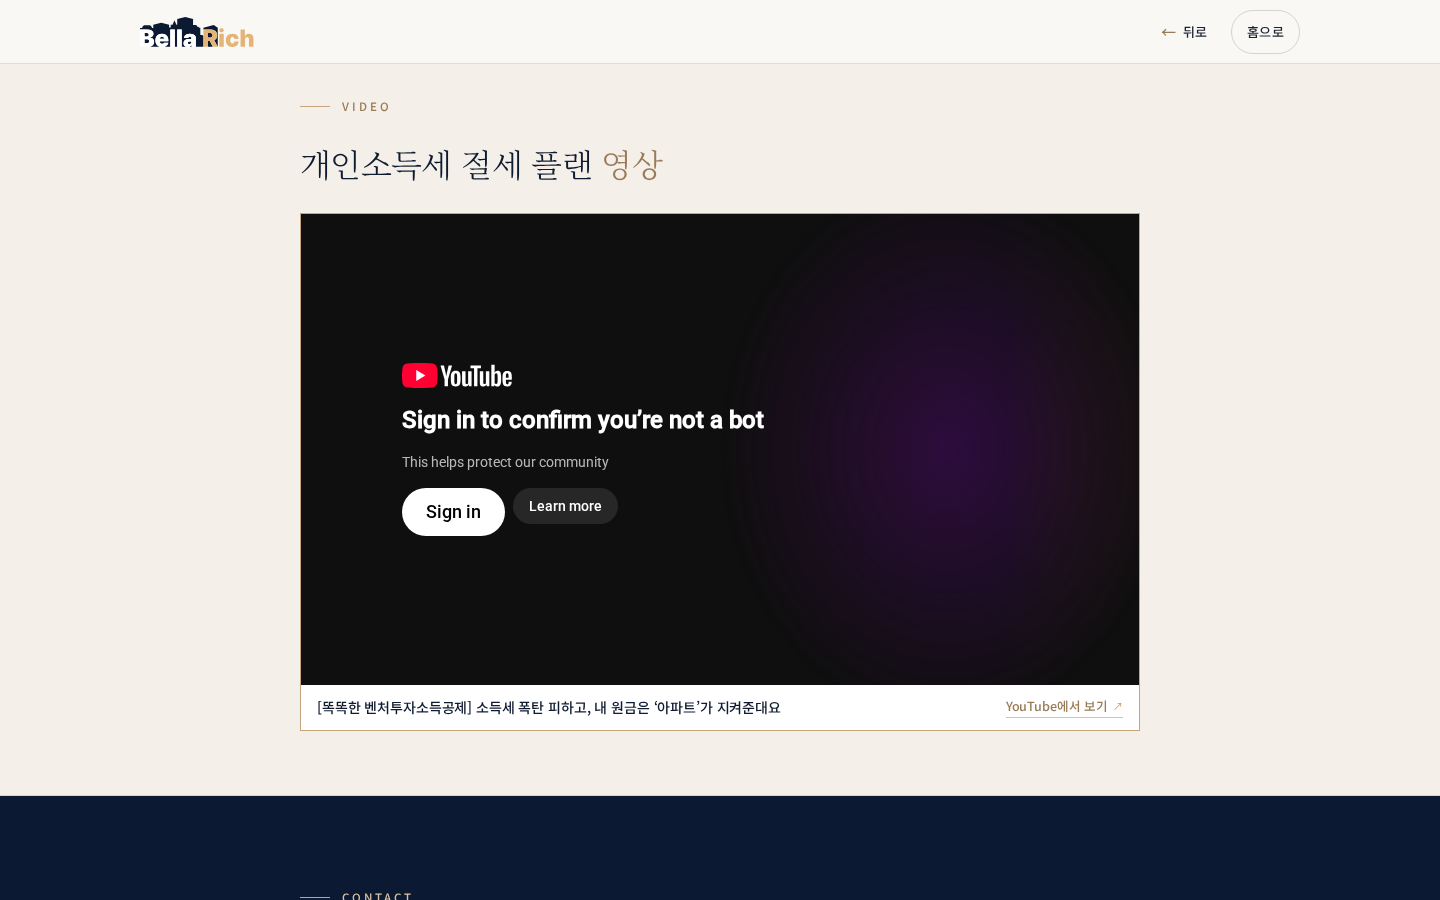 Bella Rich
← 뒤로
홈으로
VIDEO
개인소득세 절세 플랜 영상
YouTube
Sign in to confirm you’re not a bot
This helps protect our community
Sign in
Learn more
[똑똑한 벤처투자소득공제] 소득세 폭탄 피하고, 내 원금은 ‘아파트’가 지켜준대요
YouTube에서 보기 ↗
CONTACT